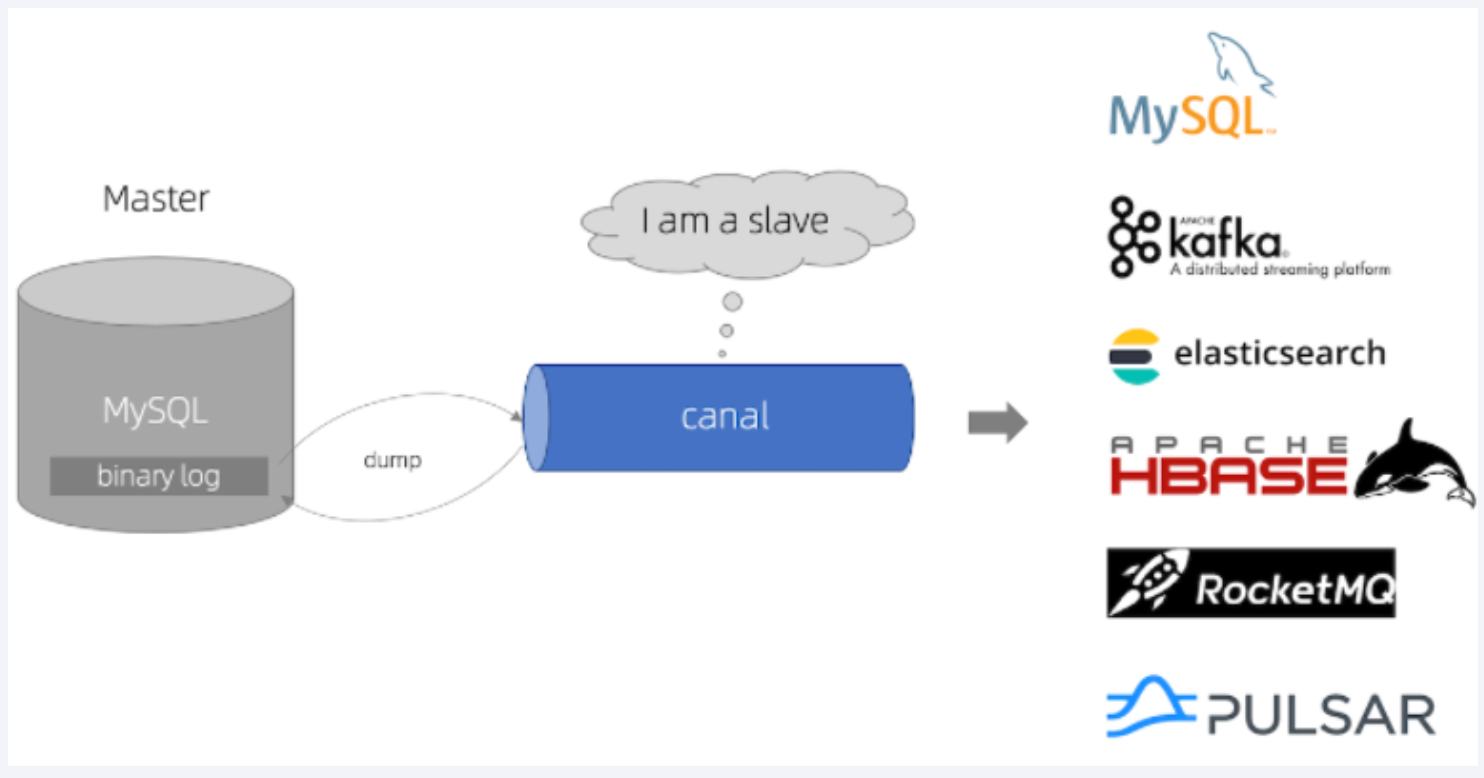 Master
MySQL
binary log
dump
I am a slave
canal
MySQL
APACHE
kafka
A distributed streaming platform
elasticsearch
APACHE
HBASE
RocketMQ
PULSAR